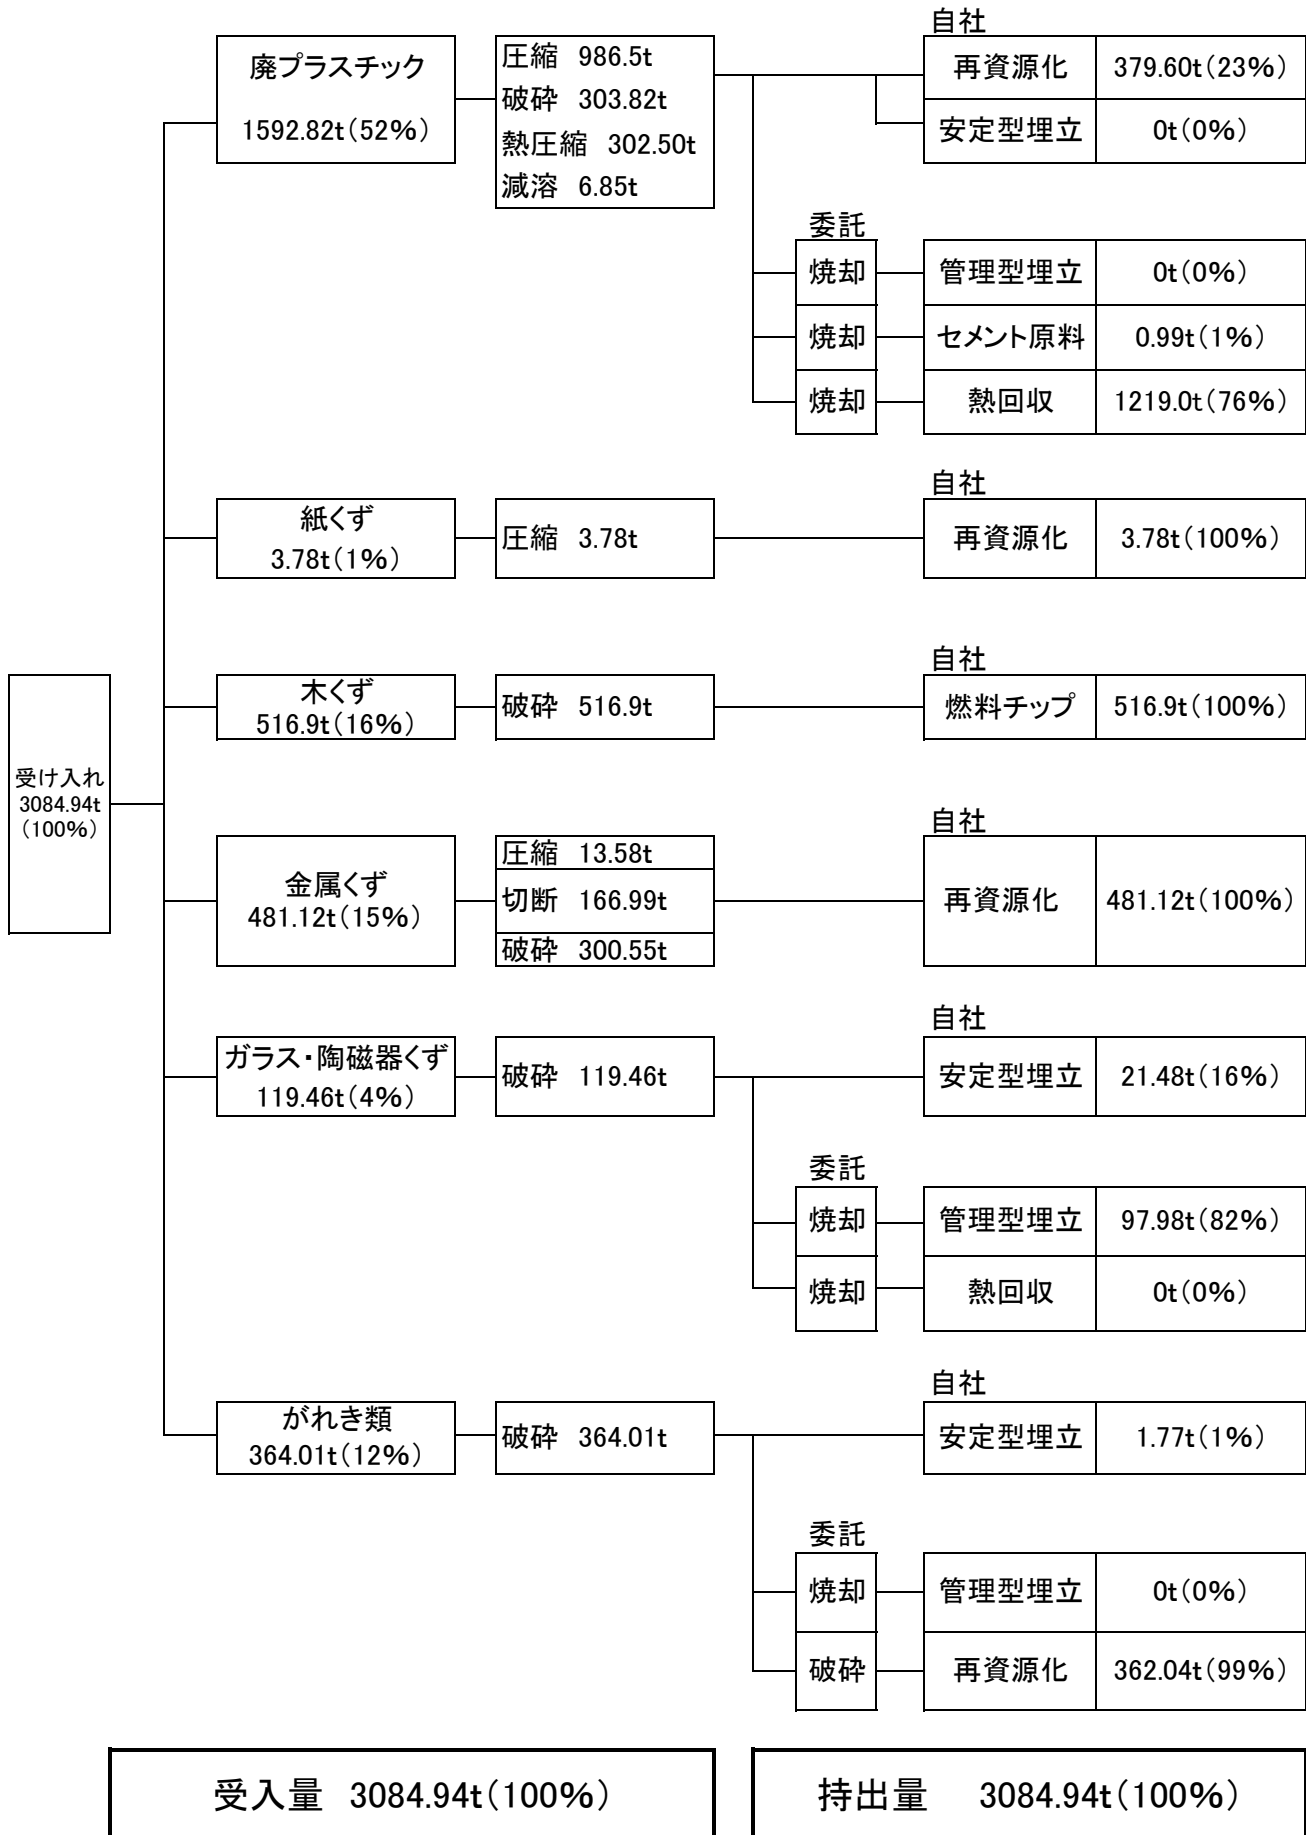 自社
廃プラスチック
1592.82t(52%)
圧縮 986.5t
破砕 303.82t
熱圧縮 302.50t
減溶 6.85t
再資源化 379.60t(23%)
安定型埋立 0t(0%)
委託
焼却 管理型埋立 0t(0%)
焼却 セメント原料 0.99t(1%)
焼却 熱回収 1219.0t(76%)
自社
紙くず
3.78t(1%)
圧縮 3.78t
再資源化 3.78t(100%)
自社
木くず
516.9t(16%)
破砕 516.9t
燃料チップ 516.9t(100%)
受け入れ
3084.94t
(100%)
自社
金属くず
481.12t(15%)
圧縮 13.58t
切断 166.99t
破砕 300.55t
再資源化 481.12t(100%)
自社
ガラス・陶磁器くず
119.46t(4%)
破砕 119.46t
安定型埋立 21.48t(16%)
委託
焼却 管理型埋立 97.98t(82%)
焼却 熱回収 0t(0%)
自社
がれき類
364.01t(12%)
破砕 364.01t
安定型埋立 1.77t(1%)
委託
焼却 管理型埋立 0t(0%)
破砕 再資源化 362.04t(99%)
受入量 3084.94t(100%)
持出量 3084.94t(100%)